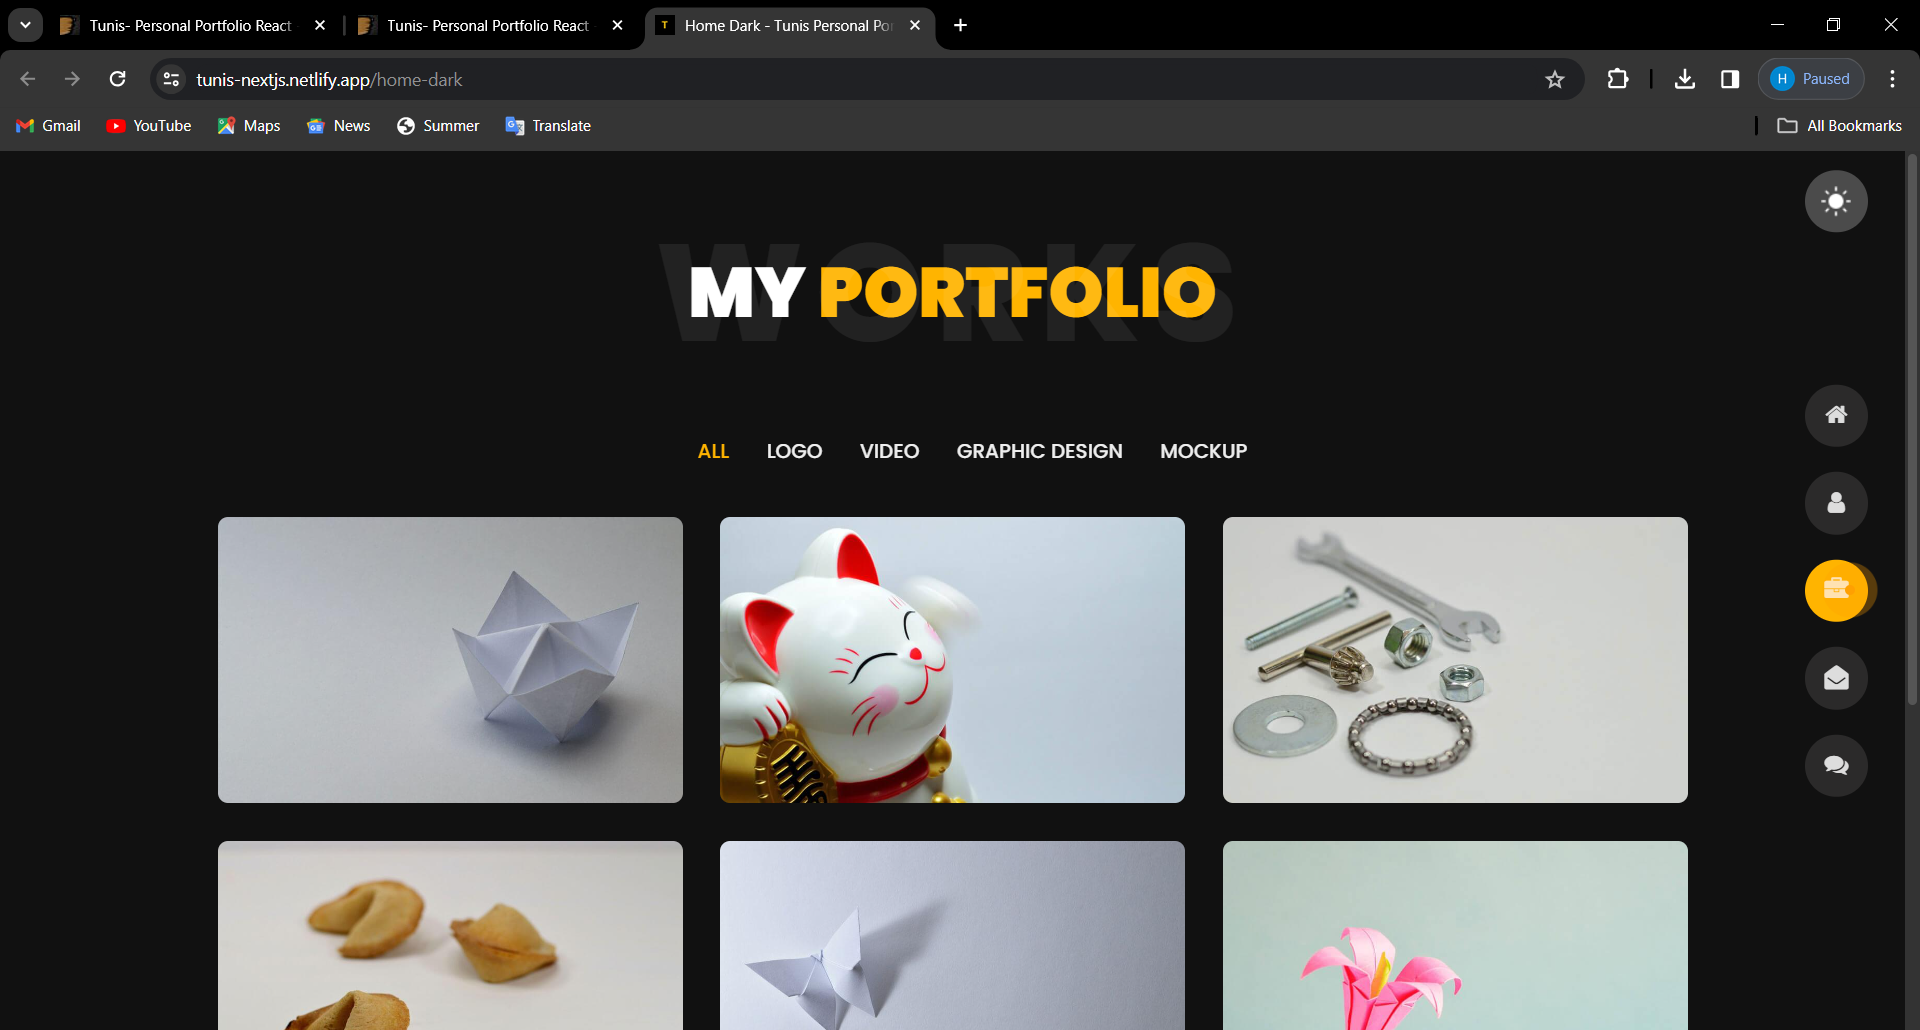 Tunis- Personal Portfolio React
Tunis- Personal Portfolio React
T
Home Dark - Tunis Personal Po
tunis-nextjs.netlify.app/home-dark
H Paused
Gmail
YouTube
Maps
News
Summer
Translate
All Bookmarks
WORKS
MY PORTFOLIO
ALL LOGO VIDEO GRAPHIC DESIGN MOCKUP